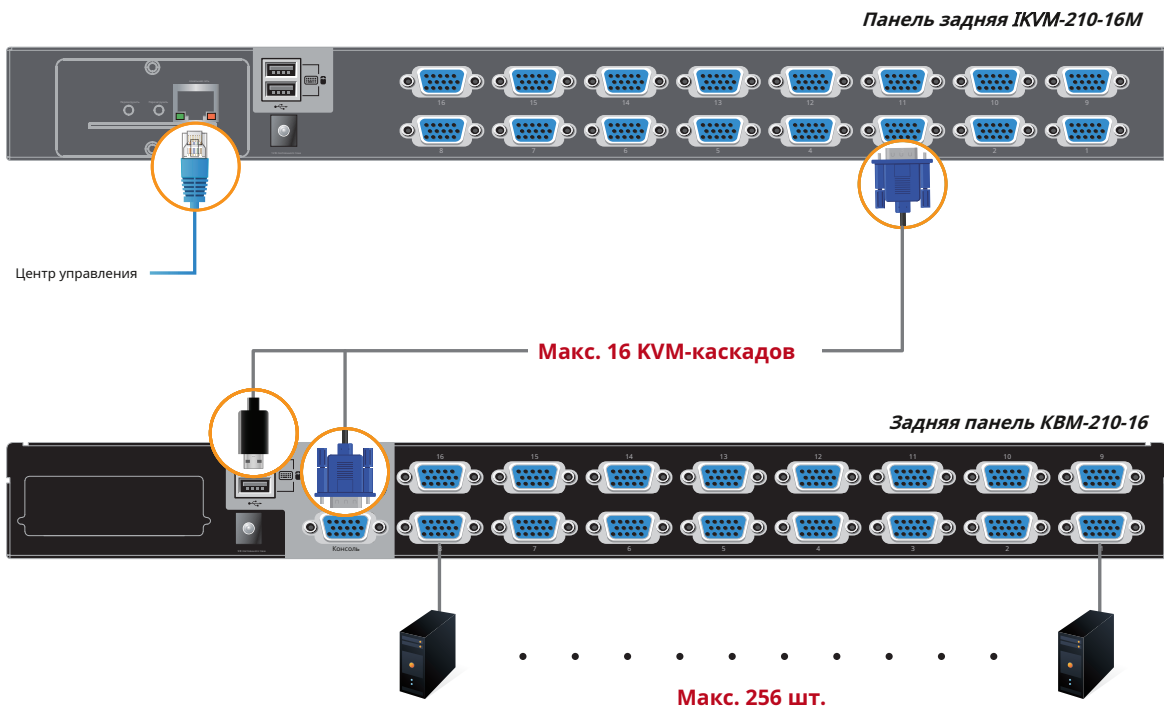 Панель задняя IKVM-210-16M
16 15 14 13 12 11 10 9
8 7 6 5 4 2 1
Центр управления
Макс. 16 KVM-каскадов
Задняя панель КВМ-210-16
16 15 14 13 12 11 10 9
Консоль
7 6 5 4 3 2
Макс. 256 шт.